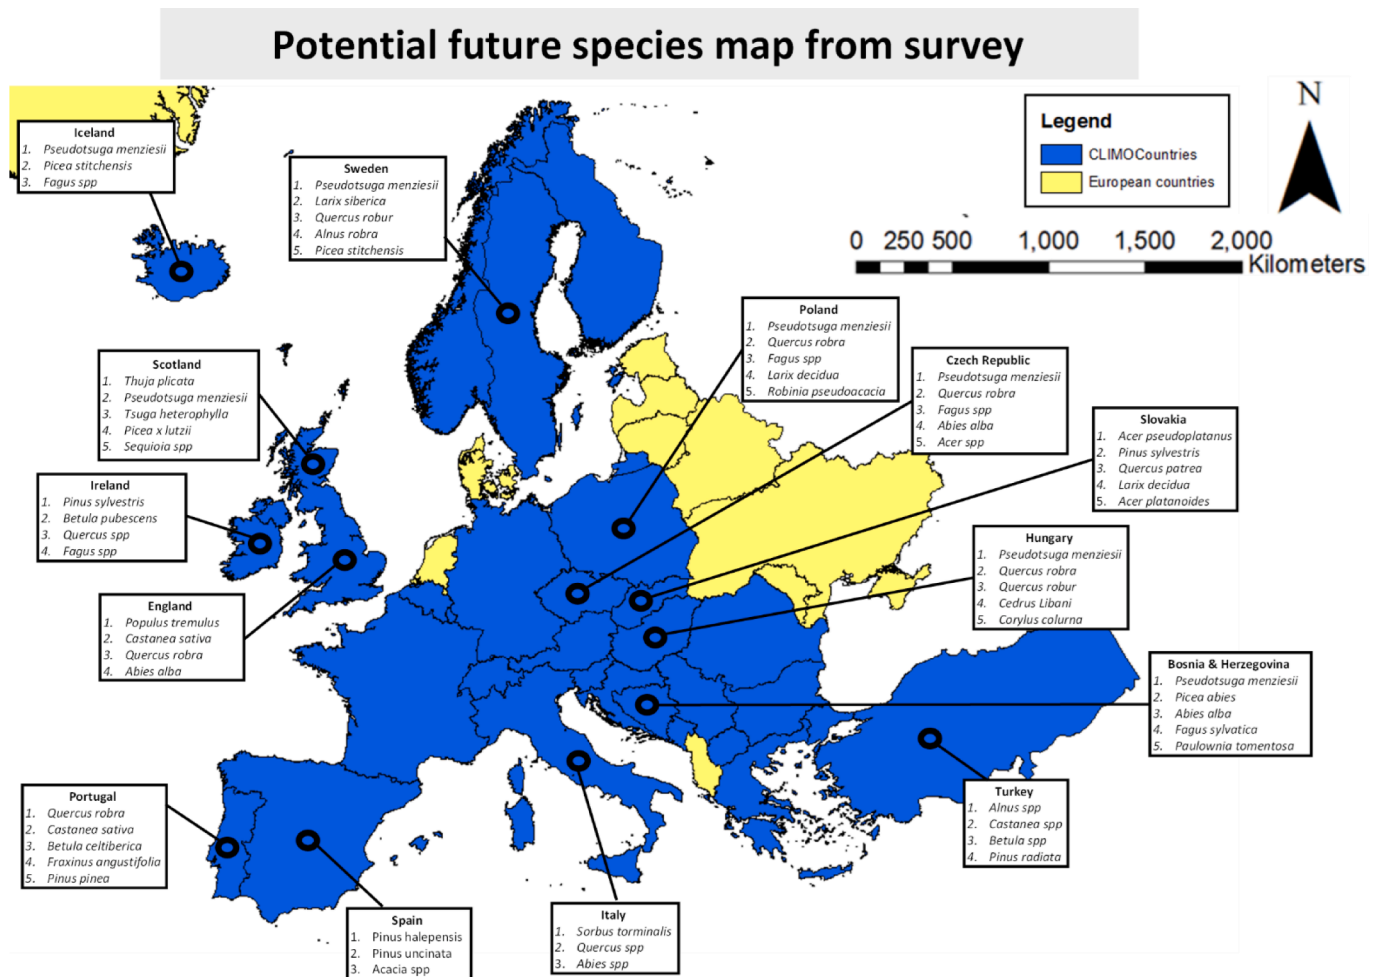 Potential future species map from survey
Iceland
1. Pseudotsuga menziesii
2. Picea stitchensis
3. Fagus spp
Sweden
1. Pseudotsuga menziesii
2. Larix siberica
3. Quercus robur
4. Alnus robra
5. Picea stitchensis
Legend
CLIMOCountries
European countries
N
0 250 500 1,000 1,500 2,000
Kilometers
Poland
1. Pseudotsuga menziesii
2. Quercus robra
3. Fagus spp
4. Larix decidua
5. Robinia pseudoacacia
Czech Republic
1. Pseudotsuga menziesii
2. Quercus robra
3. Fagus spp
4. Abies alba
5. Acer spp
Scotland
1. Thuja plicata
2. Pseudotsuga menziesii
3. Tsuga heterophylla
4. Picea x lutzii
5. Sequioia spp
Slovakia
1. Acer pseudoplatanus
2. Pinus sylvestris
3. Quercus patrea
4. Larix decidua
5. Acer platanoides
Ireland
1. Pinus sylvestris
2. Betula pubescens
3. Quercus spp
4. Fagus spp
Hungary
1. Pseudotsuga menziesii
2. Quercus robra
3. Quercus robur
4. Cedrus Libani
5. Corylus colurna
England
1. Populus tremulus
2. Castanea sativa
3. Quercus robra
4. Abies alba
Bosnia & Herzegovina
1. Pseudotsuga menziesii
2. Picea abies
3. Abies alba
4. Fagus sylvatica
5. Paulownia tomentosa
Turkey
1. Alnus spp
2. Castanea spp
3. Betula spp
4. Pinus radiata
Portugal
1. Quercus robra
2. Castanea sativa
3. Betula celtiberica
4. Fraxinus angustifolia
5. Pinus pinea
Spain
1. Pinus halepensis
2. Pinus uncinata
3. Acacia spp
Italy
1. Sorbus torminalis
2. Quercus spp
3. Abies spp